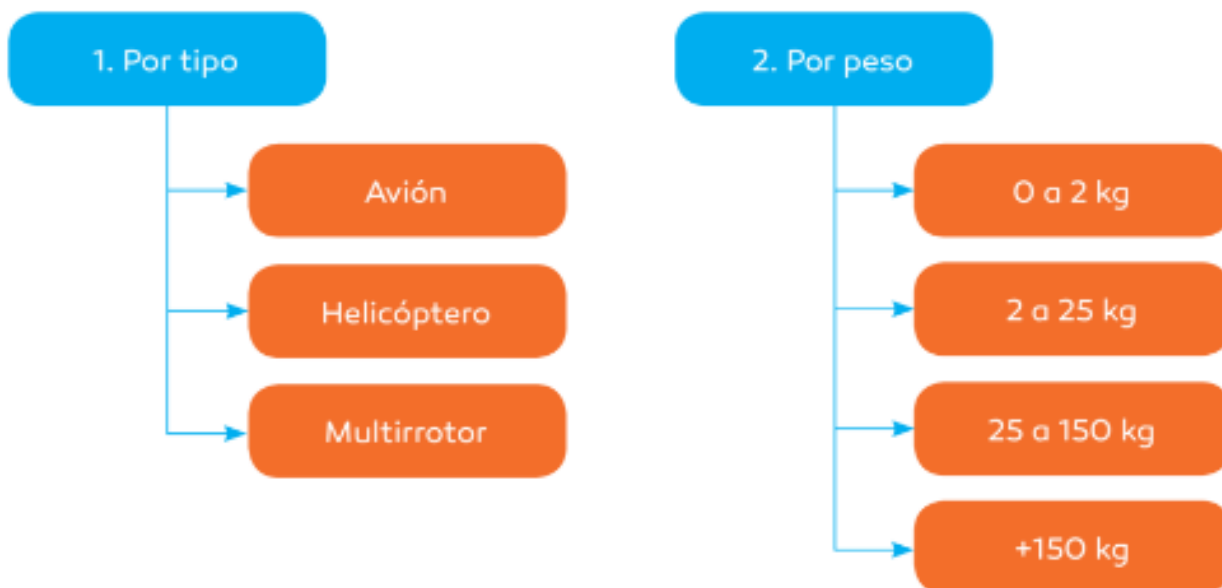 1. Por tipo
Avión
Helicóptero
Multirrotor
2. Por peso
0 a 2 kg
2 a 25 kg
25 a 150 kg
+150 kg